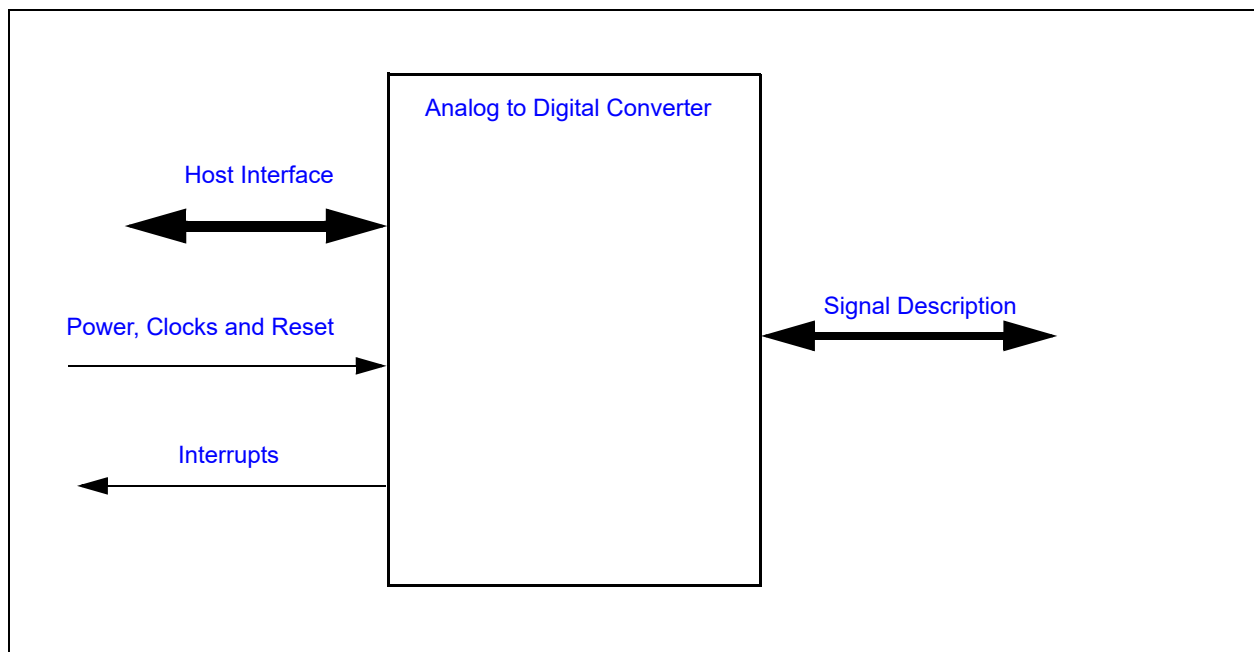 Analog to Digital Converter
Host Interface
Signal Description
Power, Clocks and Reset
Interrupts